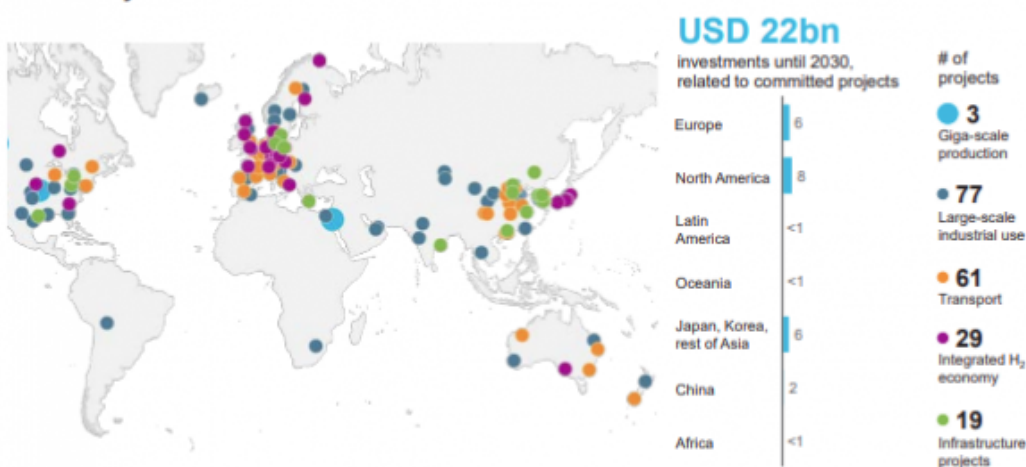 USD 22bn
investments until 2030,
related to committed projects
Europe 6
North America 8
Latin
America <1
Oceania <1
Japan, Korea,
rest of Asia 6
China 2
Africa <1
# of
projects
3
Giga-scale
production
77
Large-scale
industrial use
61
Transport
29
Integrated H₂
economy
19
Infrastructure
projects